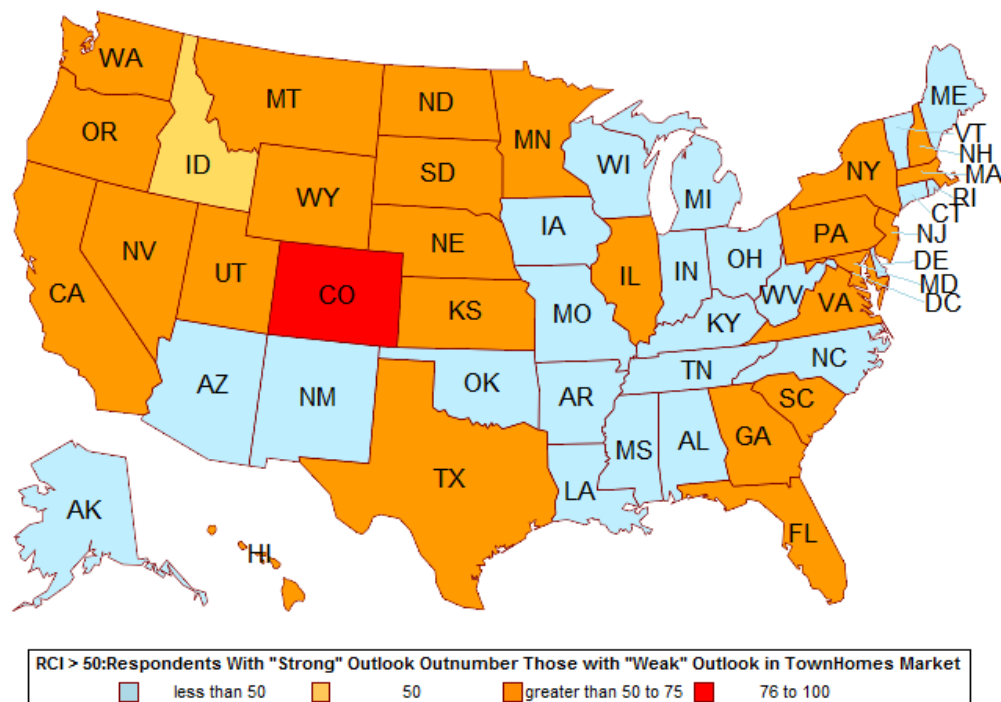 WA
MT
ND
MN
ME
VT
NH
MA
RI
CT
OR
ID
SD
WI
NY
WY
MI
IA
NE
PA
NJ
OH
DE
MD
DC
NV
UT
CA
CO
KS
IL
IN
WV
VA
MO
KY
NC
TN
AZ
NM
OK
AR
SC
MS
AL
GA
TX
LA
FL
AK
HI
RCI > 50:Respondents With "Strong" Outlook Outnumber Those with "Weak" Outlook in TownHomes Market
less than 50 50 greater than 50 to 75 76 to 100